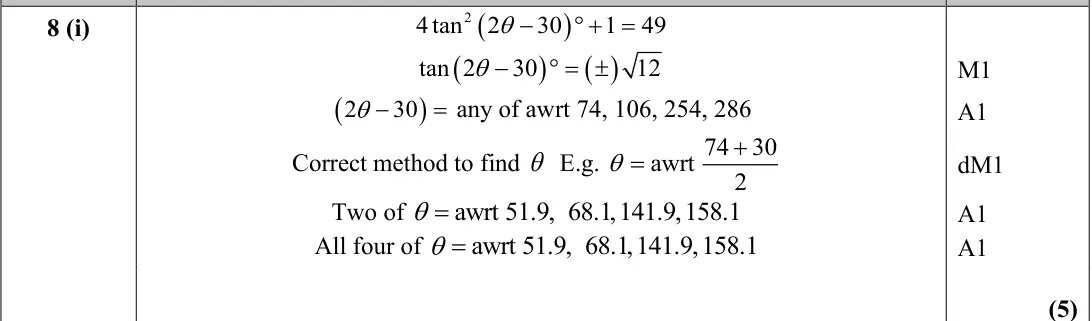 8 (i)
4 tan² (2θ − 30)° + 1 = 49
tan (2θ − 30)° = (±) √12
M1
(2θ − 30) = any of awrt 74, 106, 254, 286
A1
Correct method to find θ E.g. θ = awrt (74 + 30)/2
dM1
Two of θ = awrt 51.9, 68.1, 141.9, 158.1
A1
All four of θ = awrt 51.9, 68.1, 141.9, 158.1
A1
(5)